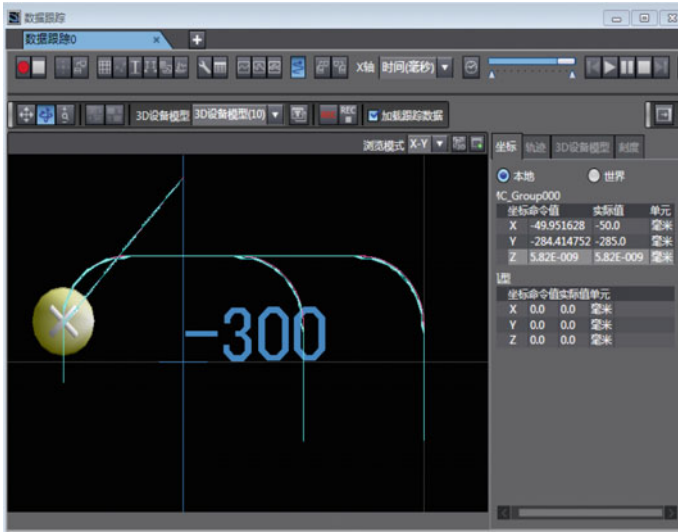 数据跟踪
数据跟踪0 × +
X轴 时间(毫秒)
3D设备模型 3D设备模型(10) REC 加载跟踪数据
浏览模式 X-Y
坐标 轨迹 3D设备模型 刻度
本地 世界
MC_Group000
坐标 命令值 实际值 单元
X -49.951628 -50.0 毫米
Y -284.414752 -285.0 毫米
Z 5.82E-009 5.82E-009 毫米
坐标 命令值 实际值 单元
X 0.0 0.0 毫米
Y 0.0 0.0 毫米
Z 0.0 0.0 毫米
-300